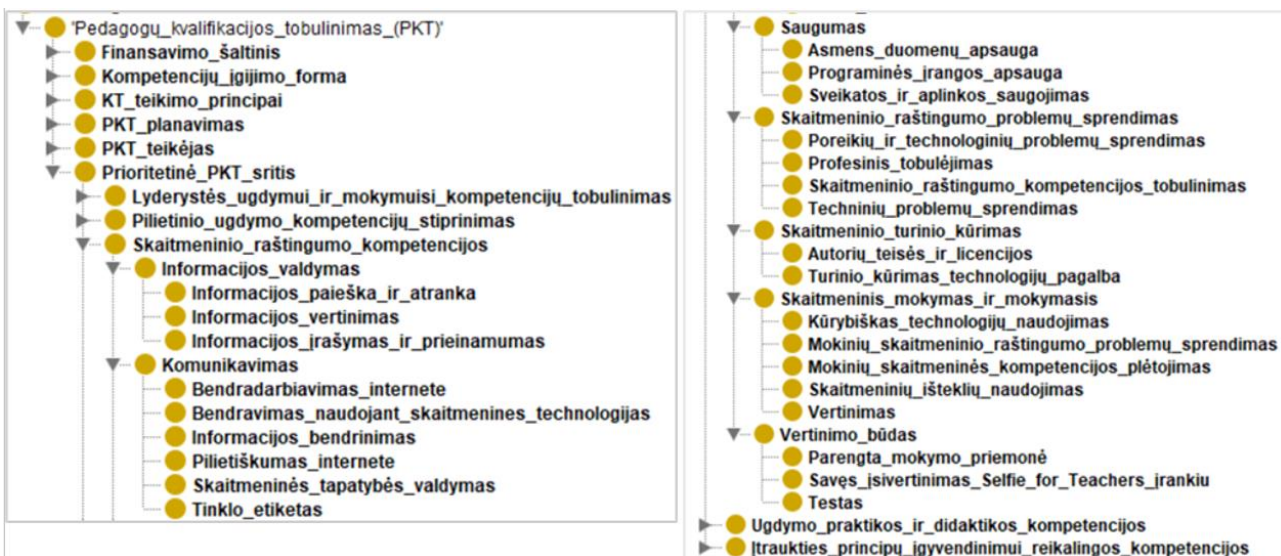 'Pedagogų_kvalifikacijos_tobulinimas_(PKT)'
Finansavimo_šaltinis
Kompetencijų_įgijimo_forma
KT_teikimo_principai
PKT_planavimas
PKT_teikėjas
Prioritetinė_PKT_sritis
Lyderystės_ugdymui_ir_mokymuisi_kompetencijų_tobulinimas
Pilietinio_ugdymo_kompetencijų_stiprinimas
Skaitmeninio_raštingumo_kompetencijos
Informacijos_valdymas
Informacijos_paieška_ir_atranka
Informacijos_vertinimas
Informacijos_įrašymas_ir_prieinamumas
Komunikavimas
Bendradarbiavimas_internete
Bendravimas_naudojant_skaitmenines_technologijas
Informacijos_bendrinimas
Pilietiškumas_internete
Skaitmeninės_tapatybės_valdymas
Tinklo_etiketas
Saugumas
Asmens_duomenų_apsauga
Programinės_įrangos_apsauga
Sveikatos_ir_aplinkos_saugojimas
Skaitmeninio_raštingumo_problemų_sprendimas
Poreikių_ir_technologinių_problemų_sprendimas
Profesinis_tobulėjimas
Skaitmeninio_raštingumo_kompetencijos_tobulinimas
Techninių_problemų_sprendimas
Skaitmeninio_turinio_kūrimas
Autorių_teisės_ir_licencijos
Turinio_kūrimas_technologijų_pagalba
Skaitmeninis_mokymas_ir_mokymasis
Kūrybiškas_technologijų_naudojimas
Mokinių_skaitmeninio_raštingumo_problemų_sprendimas
Mokinių_skaitmeninės_kompetencijos_plėtojimas
Skaitmeninių_išteklių_naudojimas
Vertinimas
Vertinimo_būdas
Parengta_mokymo_priemonė
Savęs_įsivertinimas_Selfie_for_Teachers_įrankiu
Testas
Ugdymo_praktikos_ir_didaktikos_kompetencijos
Įtraukties_principų_įgyvendinimui_reikalingos_kompetencijos